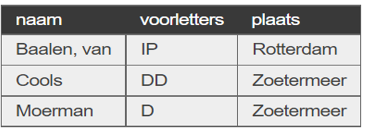 naam voorletters plaats
Baalen, van IP Rotterdam
Cools DD Zoetermeer
Moerman D Zoetermeer